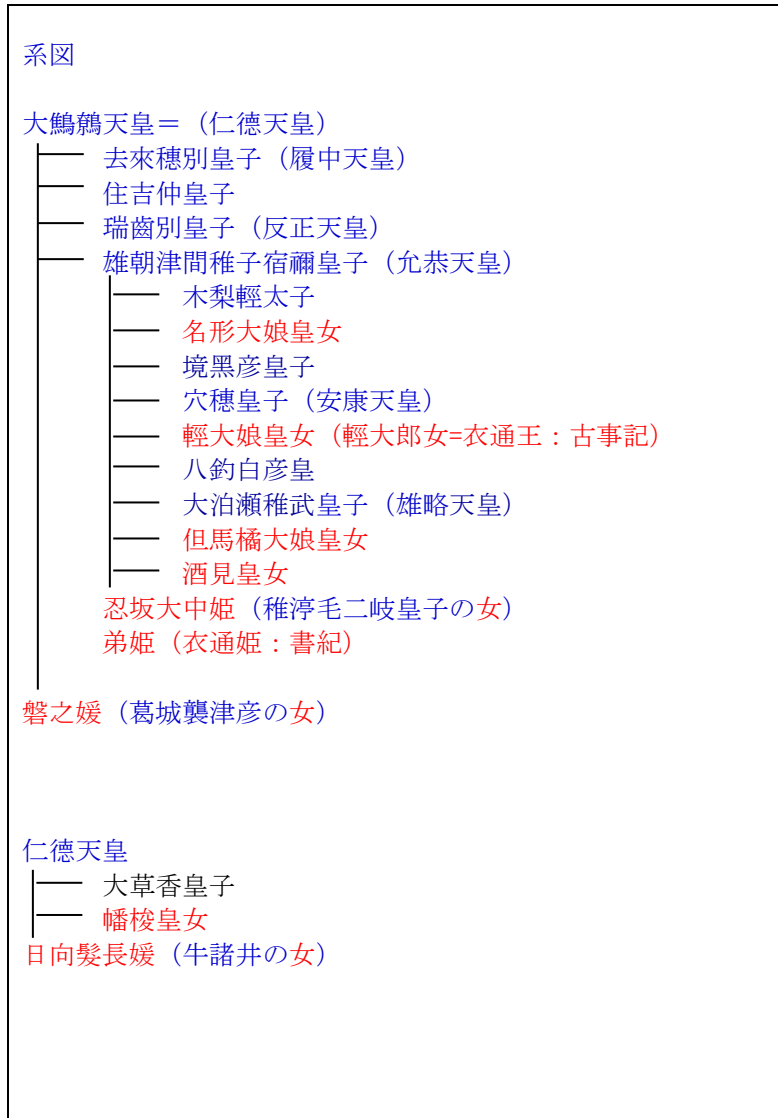 系図
大鷦鷯天皇＝（仁德天皇）
去來穗別皇子（履中天皇）
住吉仲皇子
瑞齒別皇子（反正天皇）
雄朝津間稚子宿禰皇子（允恭天皇）
木梨輕太子
名形大娘皇女
境黑彦皇子
穴穗皇子（安康天皇）
輕大娘皇女（輕大郎女=衣通王：古事記）
八釣白彦皇
大泊瀬稚武皇子（雄略天皇）
但馬橘大娘皇女
酒見皇女
忍坂大中姫（稚渟毛二岐皇子の女）
弟姫（衣通姫：書紀）
磐之媛（葛城襲津彦の女）
仁德天皇
大草香皇子
幡梭皇女
日向髮長媛（牛諸井の女）